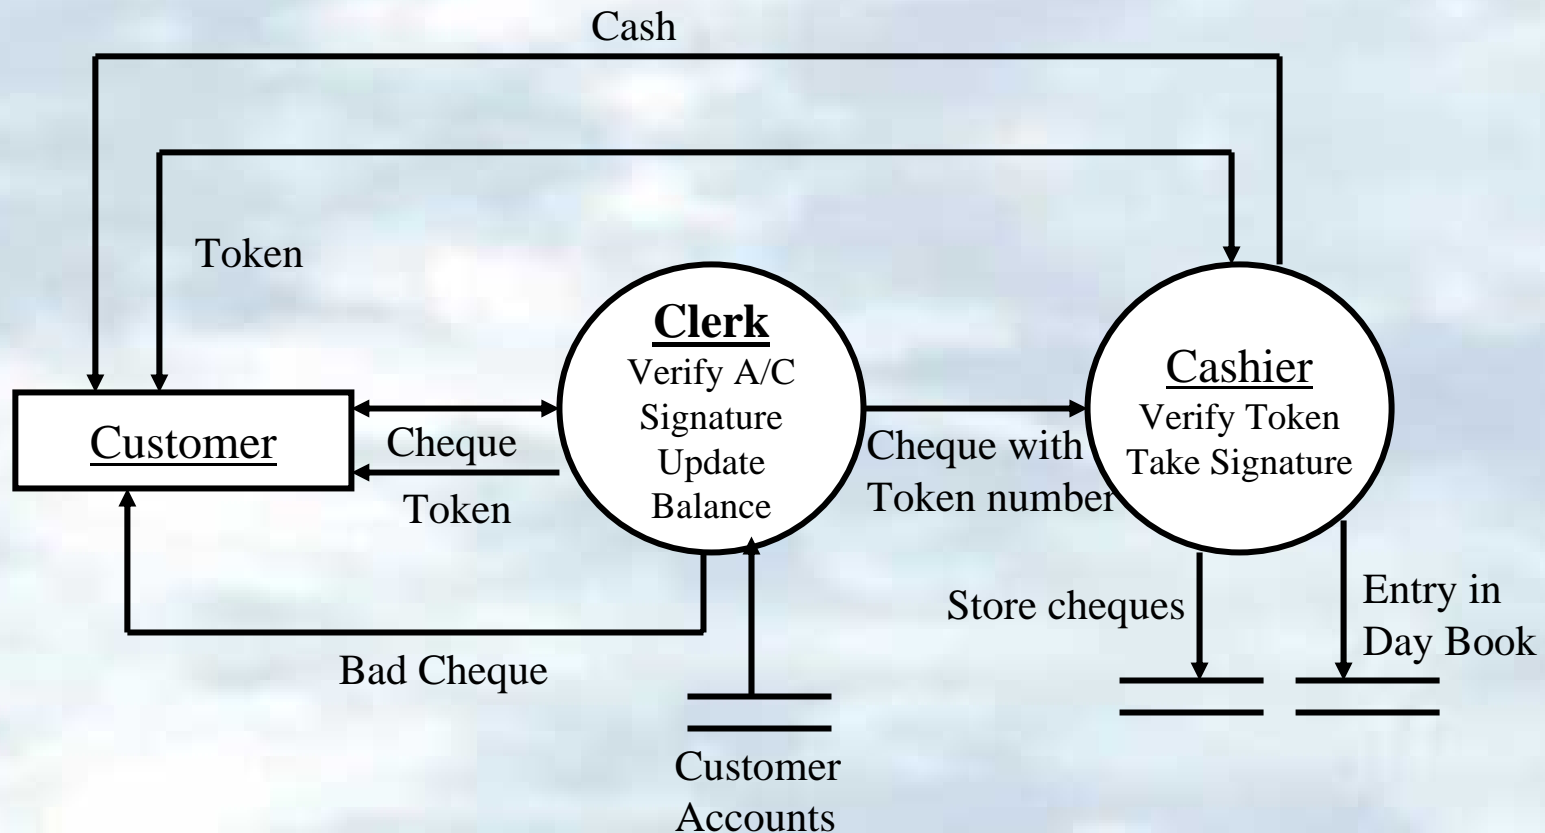 Cash
Token
Customer
Cheque
Token
Bad Cheque
Clerk
Verify A/C
Signature
Update
Balance
Customer
Accounts
Cheque with
Token number
Cashier
Verify Token
Take Signature
Store cheques
Entry in
Day Book